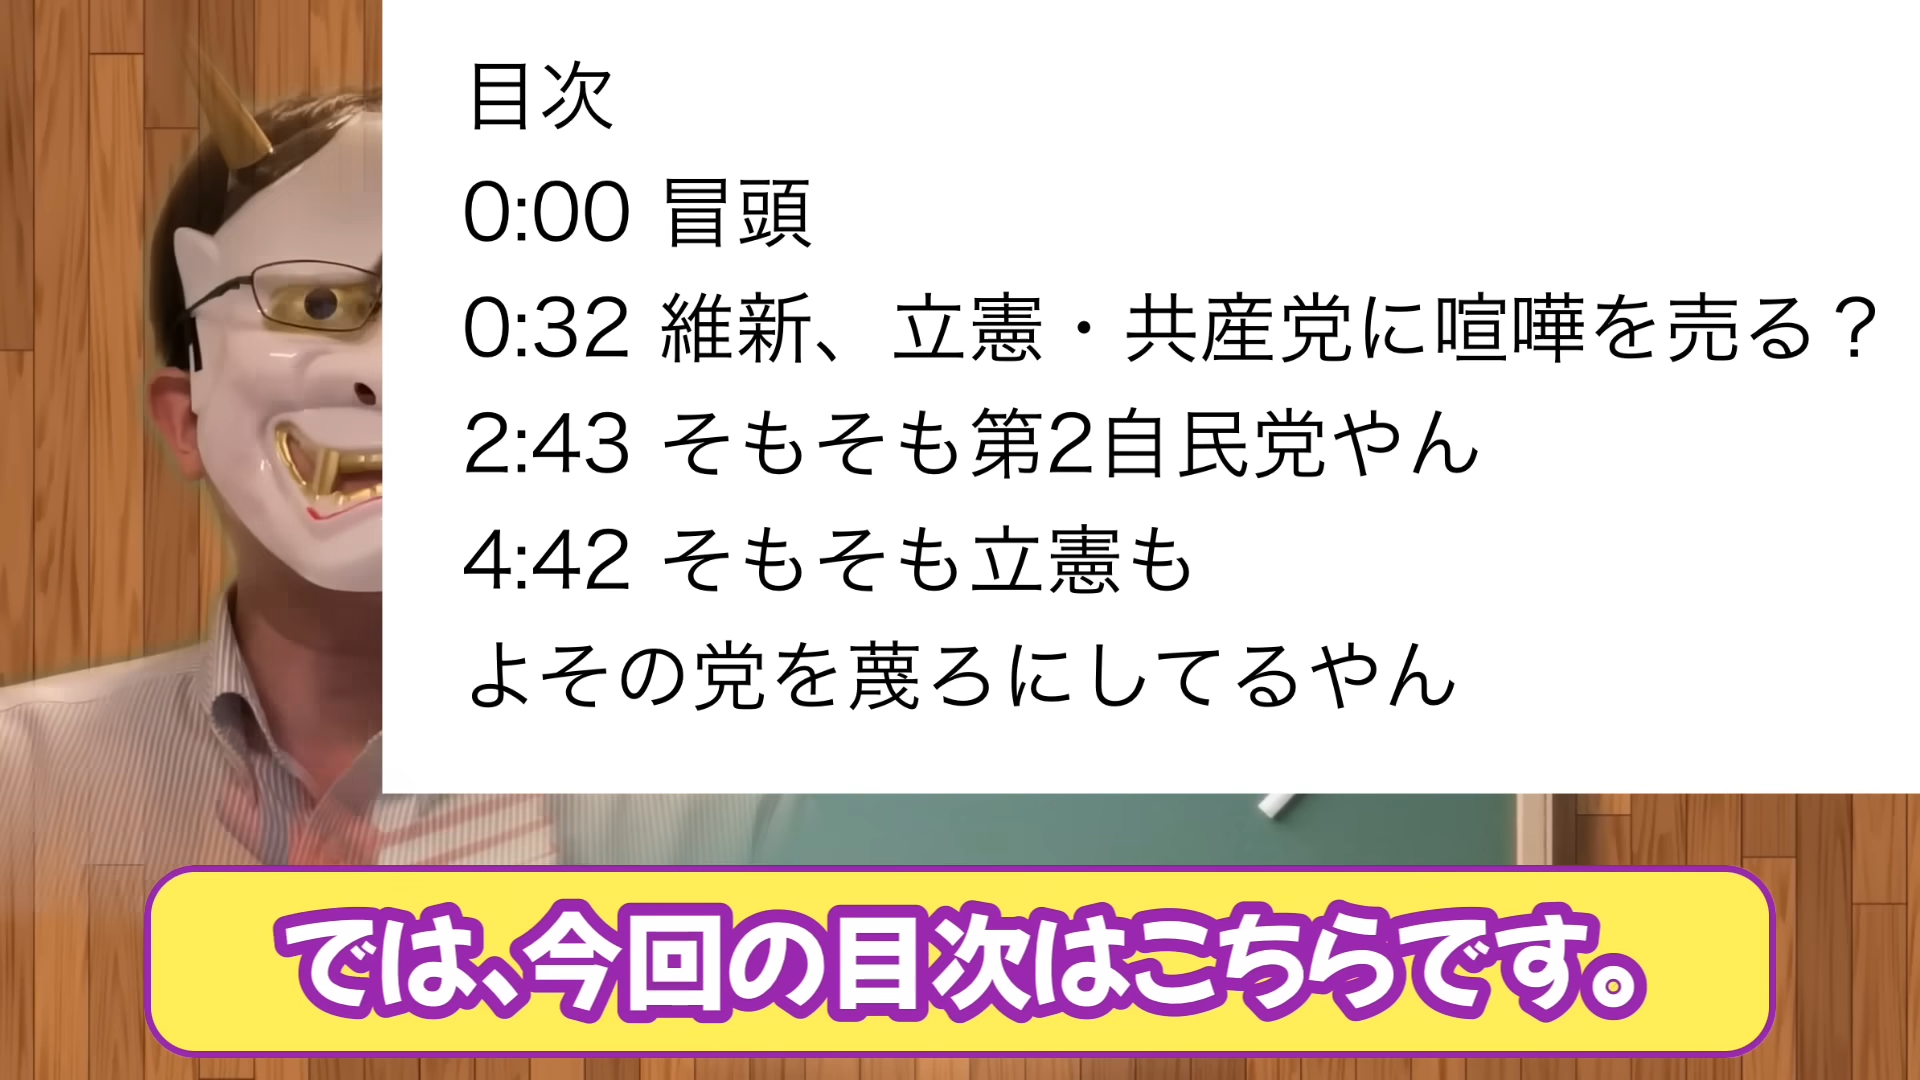 目次
0:00 冒頭
0:32 維新、立憲・共産党に喧嘩を売る？
2:43 そもそも第2自民党やん
4:42 そもそも立憲も
よその党を蔑ろにしてるやん
では、今回の目次はこちらです。